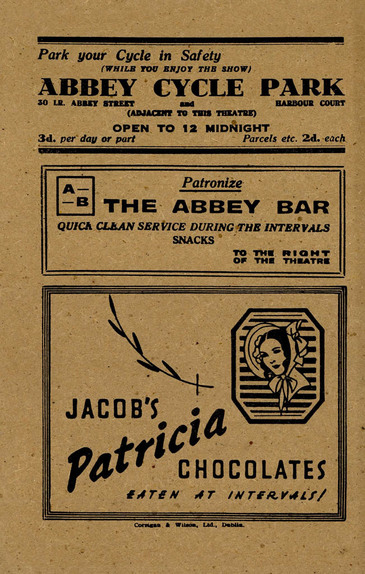 Park your Cycle in Safety
(WHILE YOU ENJOY THE SHOW)
ABBEY CYCLE PARK
30 LR. ABBEY STREET and HARBOUR COURT
(ADJACENT TO THIS THEATRE)
OPEN TO 12 MIDNIGHT
3d. per day or part Parcels etc. 2d. each
A—
—B
Patronize
THE ABBEY BAR
QUICK CLEAN SERVICE DURING THE INTERVALS
SNACKS
TO THE RIGHT
OF THE THEATRE
JACOB'S
Patricia
CHOCOLATES
EATEN AT INTERVALS!
Corrigan & Wilson, Ltd., Dublin.